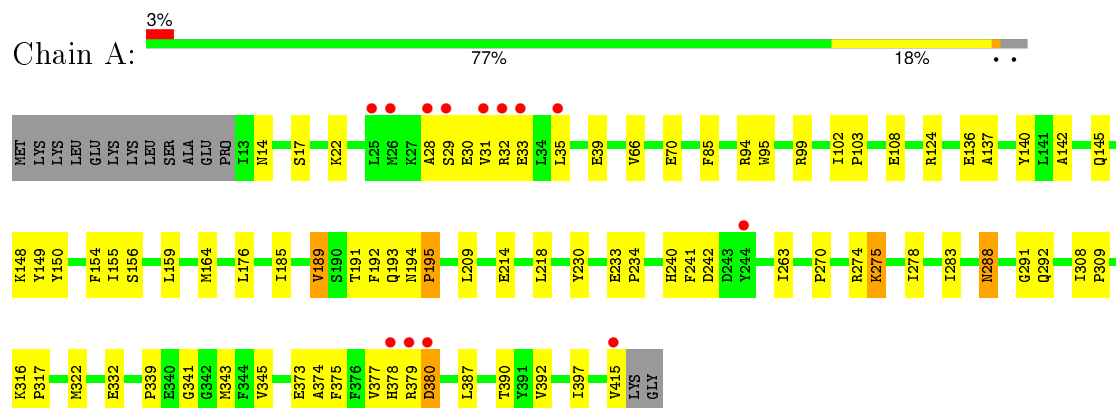 3%
Chain A:
77% 18% • •
MET LYS LYS LEU GLU LYS LYS LEU SER ALA GLU PRO I13 N14 S17 K22 L25 M26 K27 A28 S29 E30 V31 R32 E33 L34 L35 E39 V66 E70 F85 R94 W95 R99 I102 P103 E108 R124 E136 A137 Y140 L141 A142 Q145
K148 Y149 Y150 F154 I155 S156 L159 M164 L176 I185 V189 S190 T191 F192 Q193 N194 P195 L209 E214 L218 Y230 E233 P234 H240 F241 D242 D243 Y244 I263 P270 R274 K275 I278 I283 N288 G291 Q292 I308 P309
K316 P317 M322 E332 P339 E340 G341 G342 M343 F344 V345 E373 A374 F375 F376 V377 H378 R379 D380 L387 T390 Y391 V392 I397 V415 LYS GLY